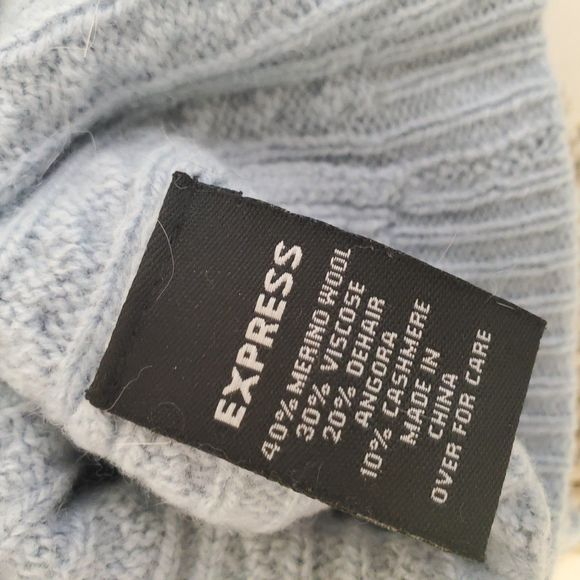 EXPRESS
40% MERINO WOOL
30% VISCOSE
20% DEHAIR
ANGORA
10% CASHMERE
MADE IN
CHINA
OVER FOR CARE